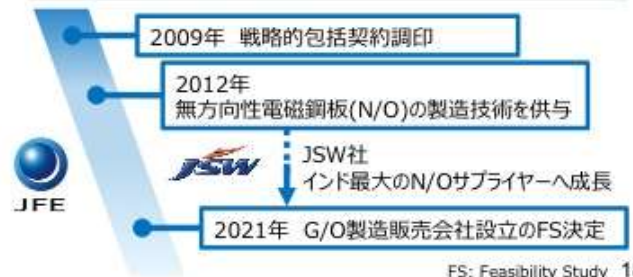 2009年 戦略的包括契約調印
2012年
無方向性電磁鋼板(N/O)の製造技術を供与
JSW
JSW社
インド最大のN/Oサプライヤーへ成長
JFE
2021年 G/O製造販売会社設立のFS決定
FS: Feasibility Study 1